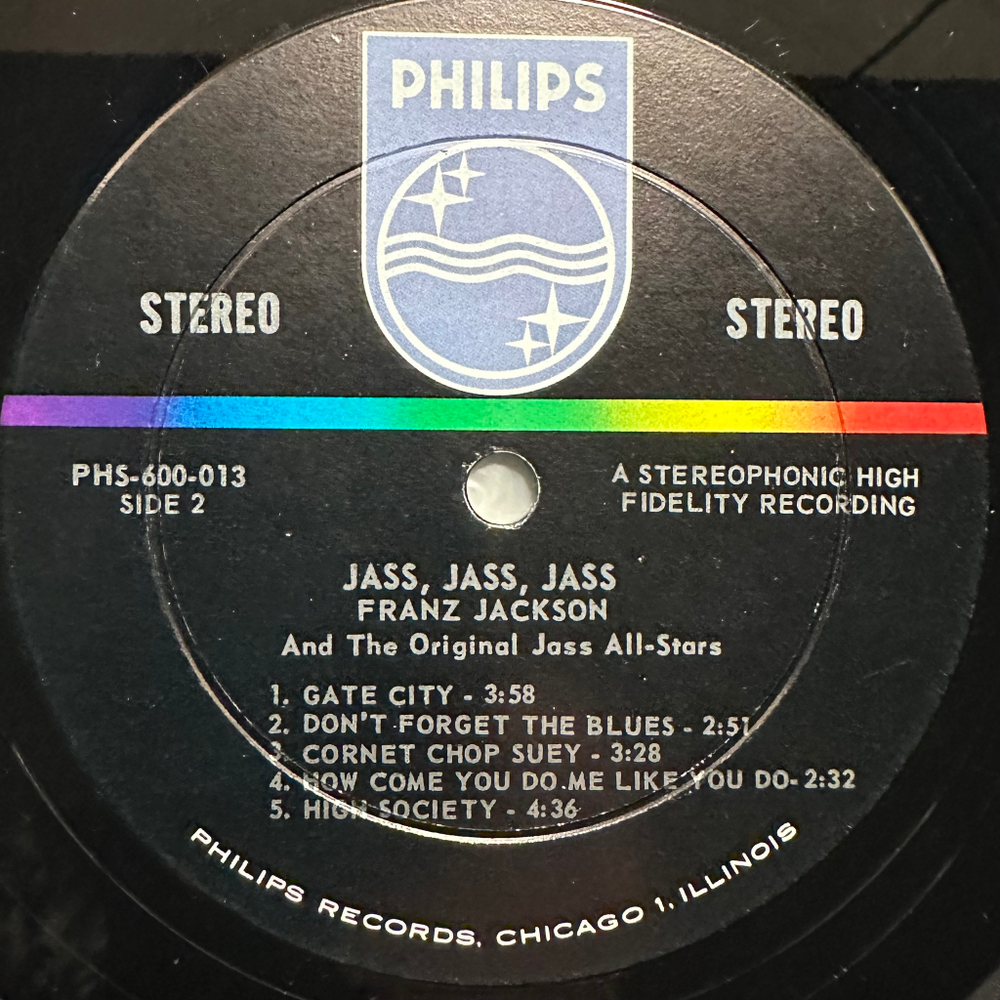 PHILIPS
STEREO
STEREO
PHS-600-013
SIDE 2
A STEREOPHONIC HIGH
FIDELITY RECORDING
JASS, JASS, JASS
FRANZ JACKSON
And The Original Jass All-Stars
1. GATE CITY - 3:58
2. DON'T FORGET THE BLUES - 2:51
3. CORNET CHOP SUEY - 3:28
4. HOW COME YOU DO ME LIKE YOU DO- 2:32
5. HIGH SOCIETY - 4:36
PHILIPS RECORDS, CHICAGO 1, ILLINOIS